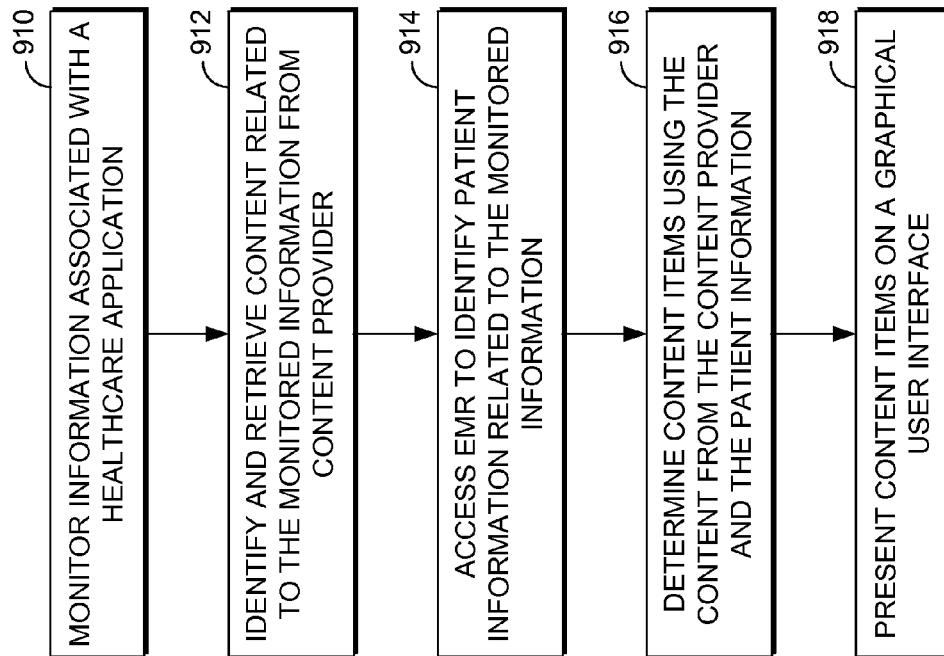 910
MONITOR INFORMATION ASSOCIATED WITH A
HEALTHCARE APPLICATION
912
IDENTIFY AND RETRIEVE CONTENT RELATED
TO THE MONITORED INFORMATION FROM
CONTENT PROVIDER
914
ACCESS EMR TO IDENTIFY PATIENT
INFORMATION RELATED TO THE MONITORED
INFORMATION
916
DETERMINE CONTENT ITEMS USING THE
CONTENT FROM THE CONTENT PROVIDER
AND THE PATIENT INFORMATION
918
PRESENT CONTENT ITEMS ON A GRAPHICAL
USER INTERFACE